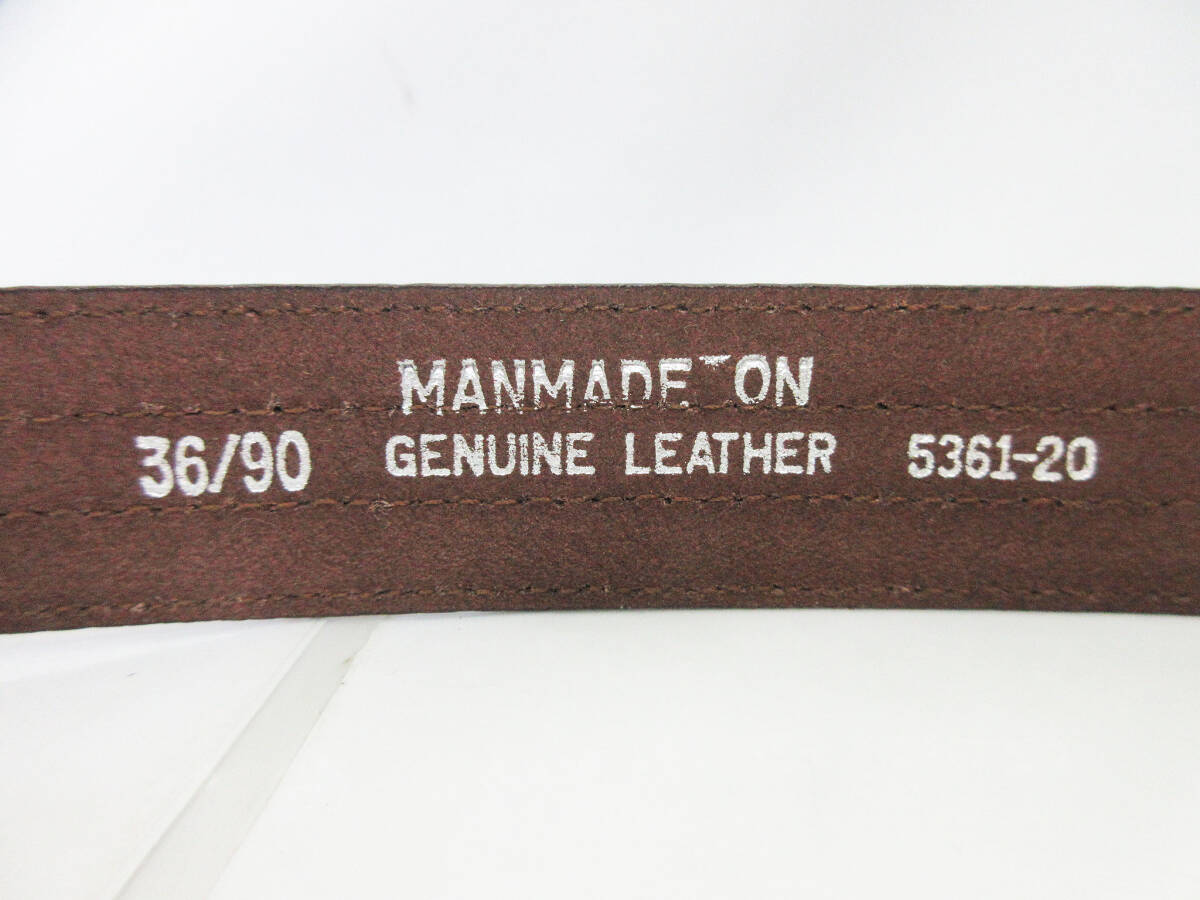 MANMADE ON
36/90 GENUINE LEATHER 5361-20